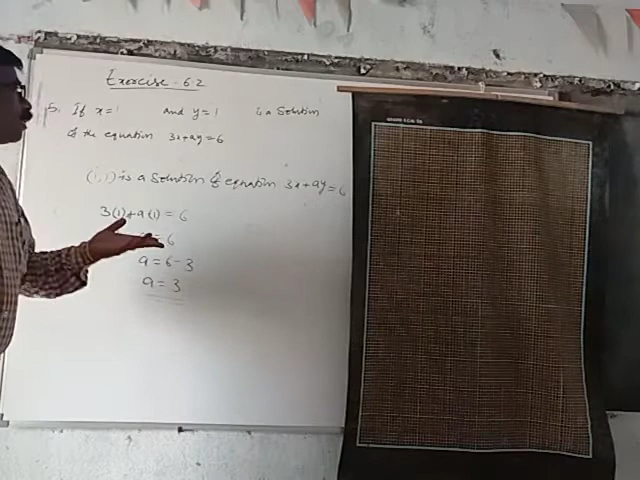 Exercise - 6.2
5. If x=1 and y=1 is a solution
of the equation 3x+ay=6
(1,1) is a solution of equation 3x+ay=6
3(1)+a(1) = 6
= 6
a = 6-3
a = 3